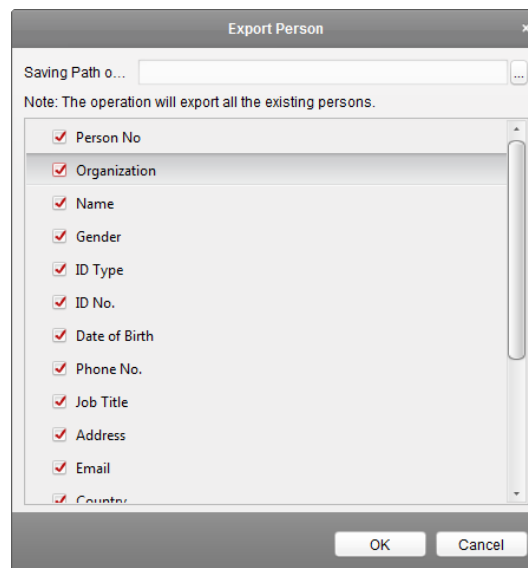 Export Person
×
Saving Path o...
...
Note: The operation will export all the existing persons.
Person No
Organization
Name
Gender
ID Type
ID No.
Date of Birth
Phone No.
Job Title
Address
Email
Country
OK Cancel